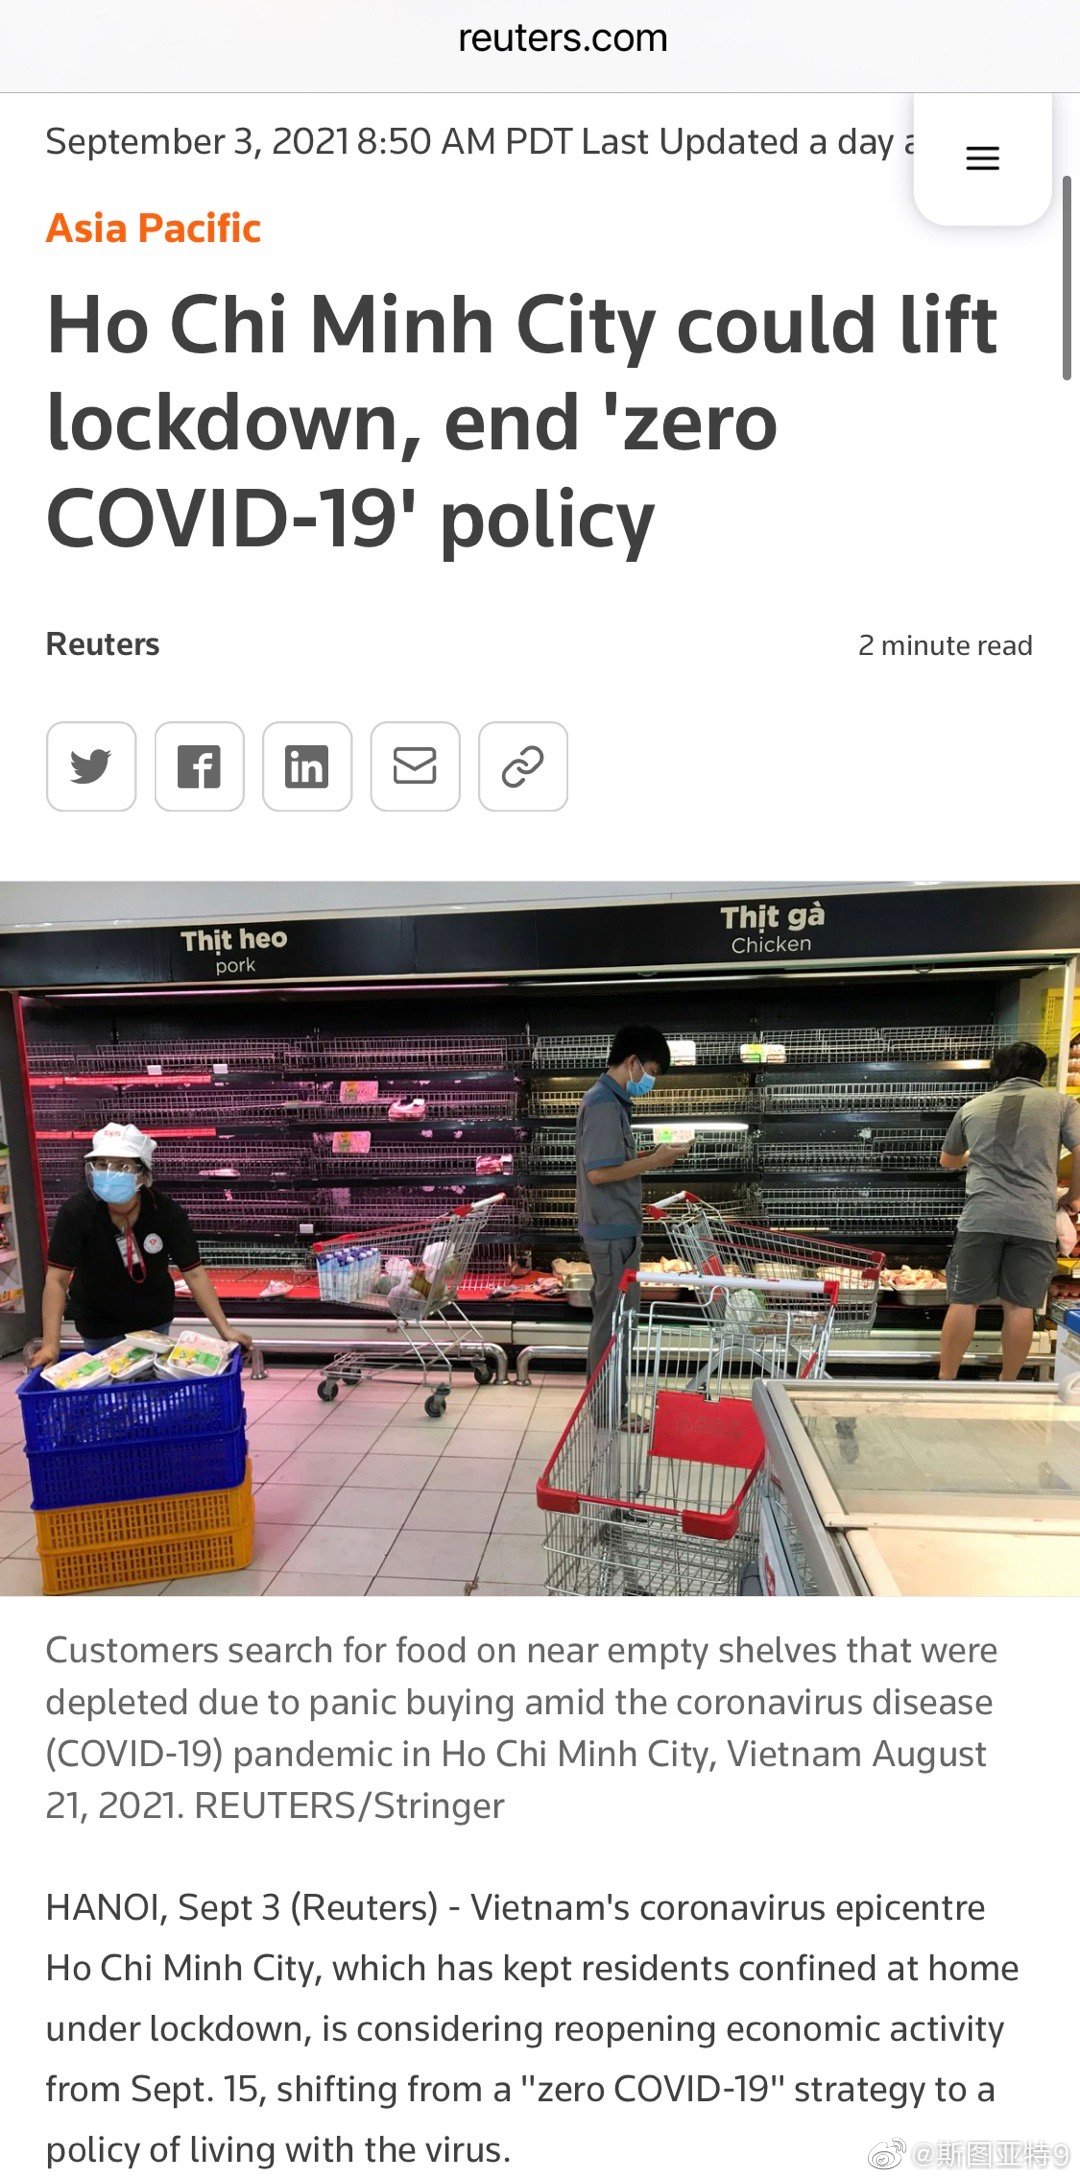 reuters.com
September 3, 2021 8:50 AM PDT Last Updated a day
Asia Pacific
Ho Chi Minh City could lift
lockdown, end 'zero
COVID-19' policy
Reuters
2 minute read
Thịt heo
pork
Thịt gà
Chicken
Customers search for food on near empty shelves that were
depleted due to panic buying amid the coronavirus disease
(COVID-19) pandemic in Ho Chi Minh City, Vietnam August
21, 2021. REUTERS/Stringer
HANOI, Sept 3 (Reuters) - Vietnam's coronavirus epicentre
Ho Chi Minh City, which has kept residents confined at home
under lockdown, is considering reopening economic activity
from Sept. 15, shifting from a "zero COVID-19" strategy to a
policy of living with the virus.
@斯图亚特9